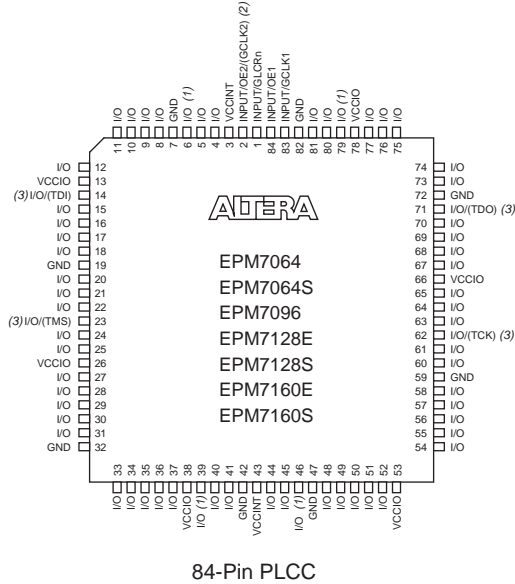 I/O
I/O
I/O
I/O
GND
I/O (1)
I/O
I/O
VCCINT
INPUT/OE2/(GCLK2) (2)
INPUT/GLCRn
INPUT/OE1
INPUT/GCLK1
GND
I/O
I/O
I/O (1)
VCCIO
I/O
I/O
I/O
11 10 9 8 7 6 5 4 3 2 1 84 83 82 81 80 79 78 77 76 75
I/O 12
VCCIO 13
(3) I/O/(TDI) 14
I/O 15
I/O 16
I/O 17
I/O 18
GND 19
I/O 20
I/O 21
I/O 22
(3) I/O/(TMS) 23
I/O 24
I/O 25
VCCIO 26
I/O 27
I/O 28
I/O 29
I/O 30
I/O 31
GND 32
ALTERA
EPM7064
EPM7064S
EPM7096
EPM7128E
EPM7128S
EPM7160E
EPM7160S
74 I/O
73 I/O
72 GND
71 I/O/(TDO) (3)
70 I/O
69 I/O
68 I/O
67 I/O
66 VCCIO
65 I/O
64 I/O
63 I/O
62 I/O/(TCK) (3)
61 I/O
60 I/O
59 GND
58 I/O
57 I/O
56 I/O
55 I/O
54 I/O
33 34 35 36 37 38 39 40 41 42 43 44 45 46 47 48 49 50 51 52 53
I/O
I/O
I/O
I/O
I/O
VCCIO
I/O (1)
I/O
I/O
GND
VCCINT
I/O
I/O
I/O (1)
GND
I/O
I/O
I/O
I/O
I/O
VCCIO
84-Pin PLCC